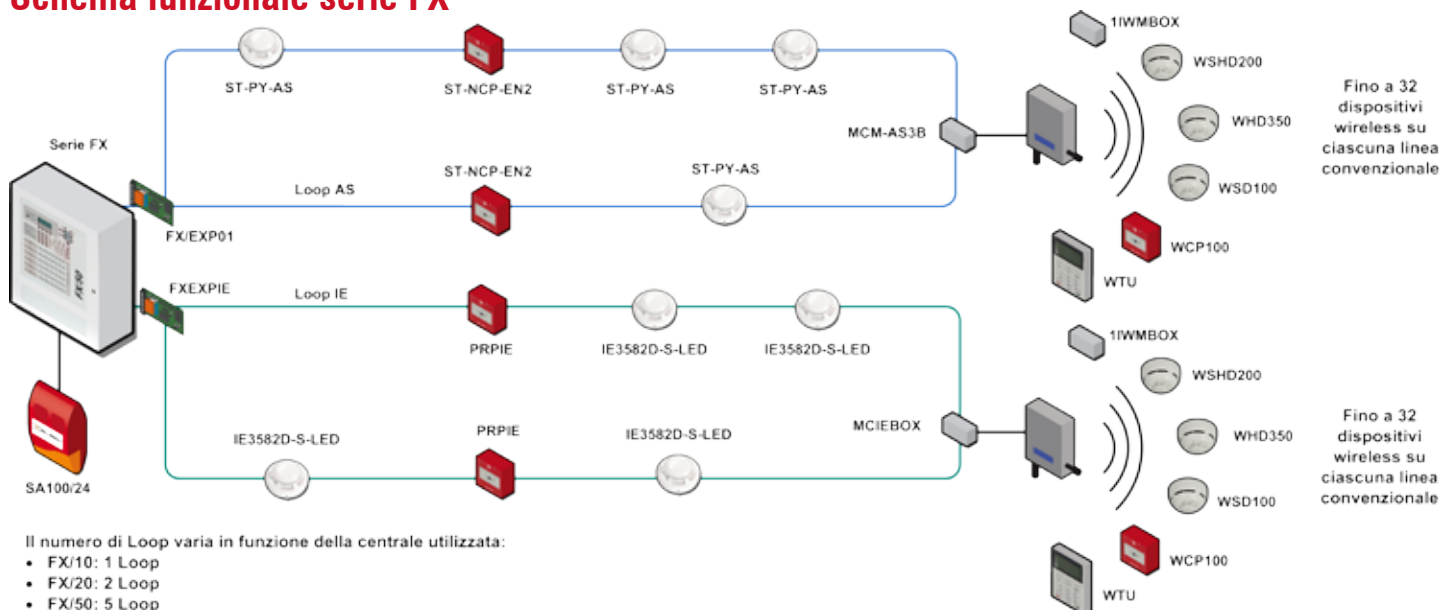 Schema funzionale serie FX
1IWMBOX
WSHD200
ST-PY-AS
ST-NCP-EN2
ST-PY-AS
ST-PY-AS
Fino a 32
dispositivi
wireless su
ciascuna linea
convenzionale
WHD350
MCM-AS3B
Serie FX
ST-NCP-EN2
ST-PY-AS
Loop AS
WSD100
FX/EXP01
WCP100
WTU
FX50
FXEXPIE
Loop IE
1IWMBOX
PRPIE
IE3582D-S-LED
IE3582D-S-LED
WSHD200
Fino a 32
dispositivi
wireless su
ciascuna linea
convenzionale
IE3582D-S-LED
PRPIE
IE3582D-S-LED
MCIEBOX
WHD350
SA100/24
WSD100
WCP100
WTU
Il numero di Loop varia in funzione della centrale utilizzata:
• FX/10: 1 Loop
• FX/20: 2 Loop
• FX/50: 5 Loop